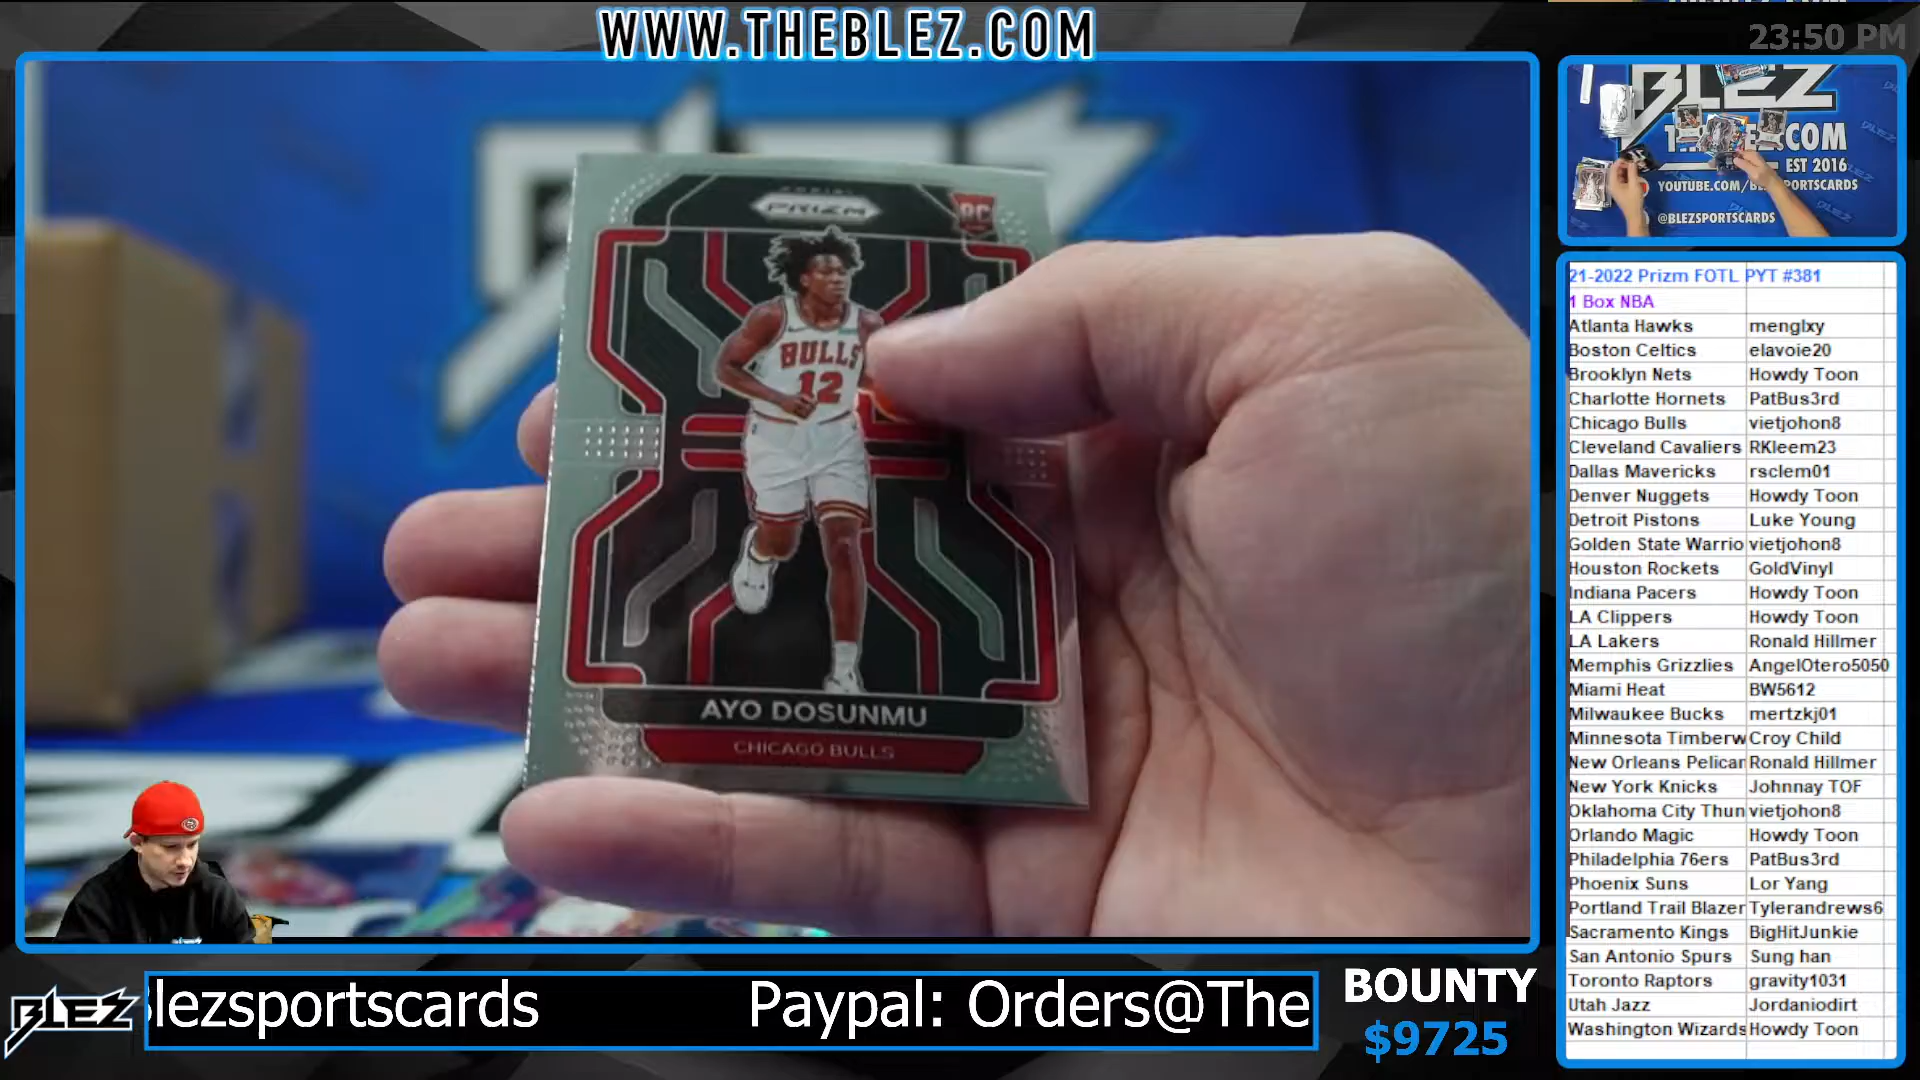 WWW.THEBLEZ.COM
23:50 PM
BLEZ
EST 2016
@BLEZSPORTSCARDS
PRIZM
RC
BULLS
12
AYO DOSUNMU
CHICAGO BULLS
21-2022 Prizm FOTL PYT #381
1 Box NBA
Atlanta Hawks menglxy
Boston Celtics elavoie20
Brooklyn Nets Howdy Toon
Charlotte Hornets PatBus3rd
Chicago Bulls vietjohon8
Cleveland Cavaliers RKleem23
Dallas Mavericks rsclem01
Denver Nuggets Howdy Toon
Detroit Pistons Luke Young
Golden State Warrio vietjohon8
Houston Rockets GoldVinyl
Indiana Pacers Howdy Toon
LA Clippers Howdy Toon
LA Lakers Ronald Hillmer
Memphis Grizzlies AngelOtero5050
Miami Heat BW5612
Milwaukee Bucks mertzkj01
Minnesota Timberw Croy Child
New Orleans Pelican Ronald Hillmer
New York Knicks Johnnay TOF
Oklahoma City Thun vietjohon8
Orlando Magic Howdy Toon
Philadelphia 76ers PatBus3rd
Phoenix Suns Lor Yang
Portland Trail Blazer Tylerandrews6
Sacramento Kings BigHitJunkie
San Antonio Spurs Sung han
Toronto Raptors gravity1031
Utah Jazz Jordaniodirt
Washington Wizards Howdy Toon
BLEZ
lezsportscards Paypal: Orders@The
BOUNTY
$9725